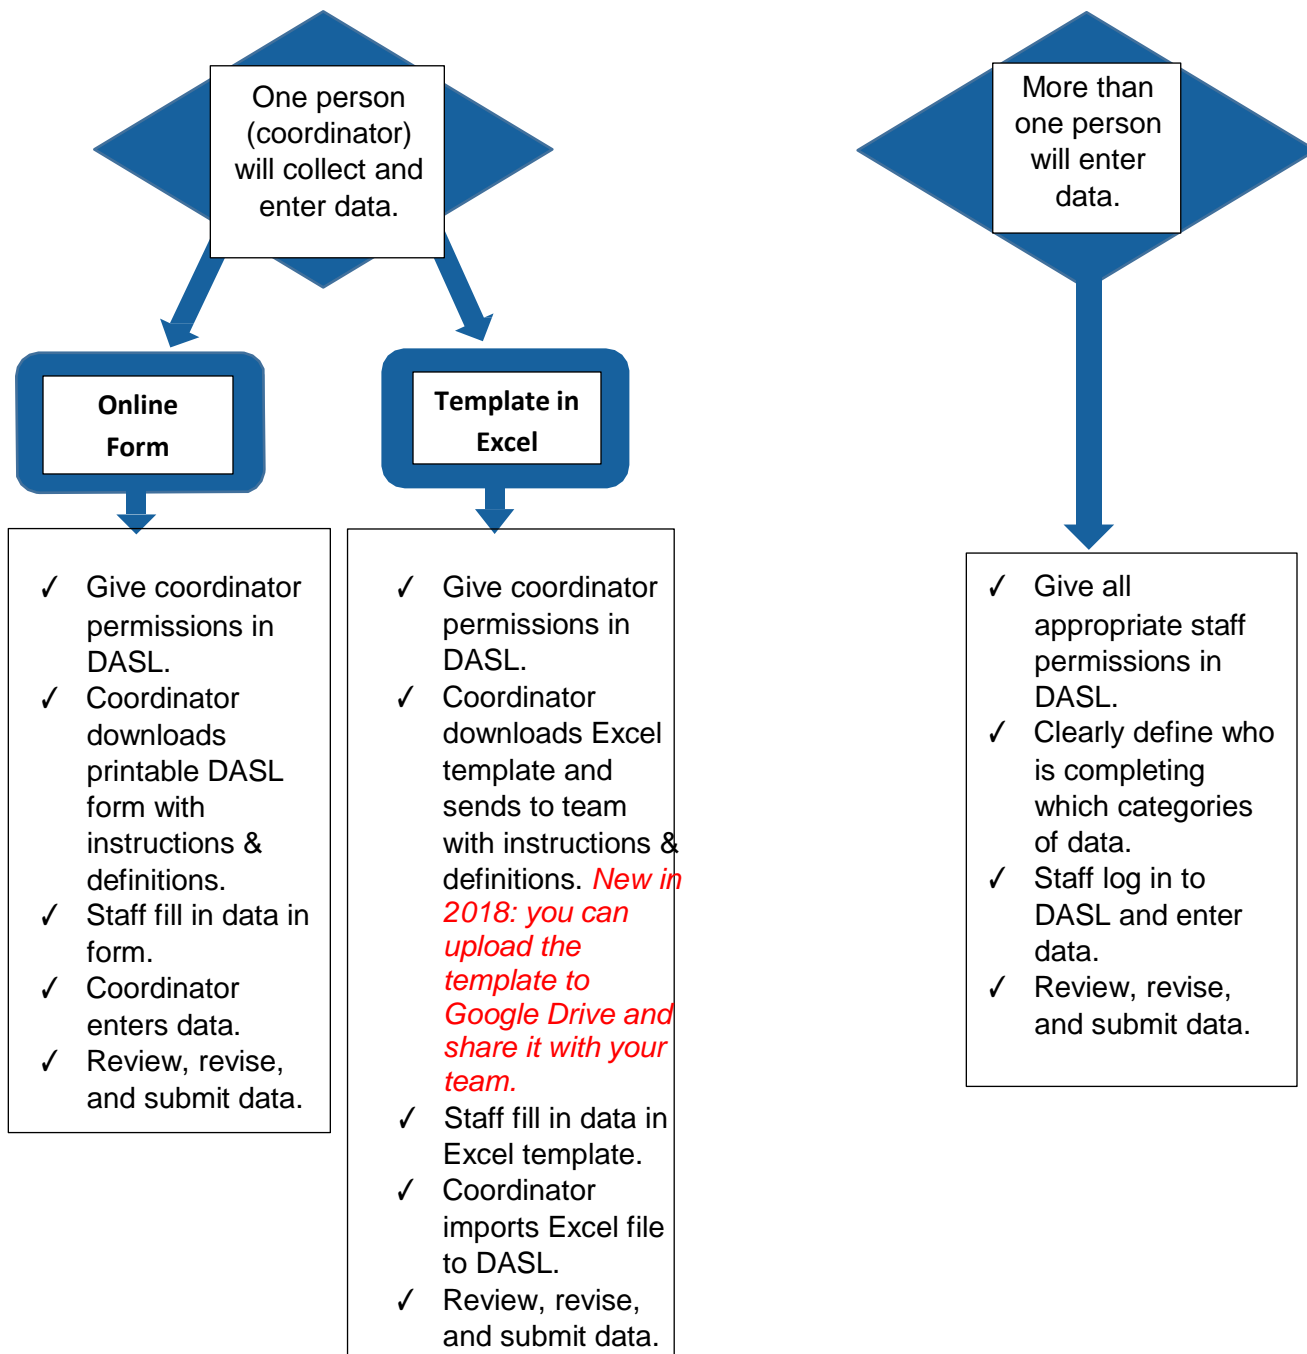 One person
(coordinator)
will collect and
enter data.
More than
one person
will enter
data.
Online
Form
Template in
Excel
✓ Give coordinator
permissions in
DASL.
✓ Coordinator
downloads
printable DASL
form with
instructions &
definitions.
✓ Staff fill in data in
form.
✓ Coordinator
enters data.
✓ Review, revise,
and submit data.
✓ Give coordinator
permissions in
DASL.
✓ Coordinator
downloads Excel
template and
sends to team
with instructions &
definitions. New in
2018: you can
upload the
template to
Google Drive and
share it with your
team.
✓ Staff fill in data in
Excel template.
✓ Coordinator
imports Excel file
to DASL.
✓ Review, revise,
and submit data.
✓ Give all
appropriate staff
permissions in
DASL.
✓ Clearly define who
is completing
which categories
of data.
✓ Staff log in to
DASL and enter
data.
✓ Review, revise,
and submit data.